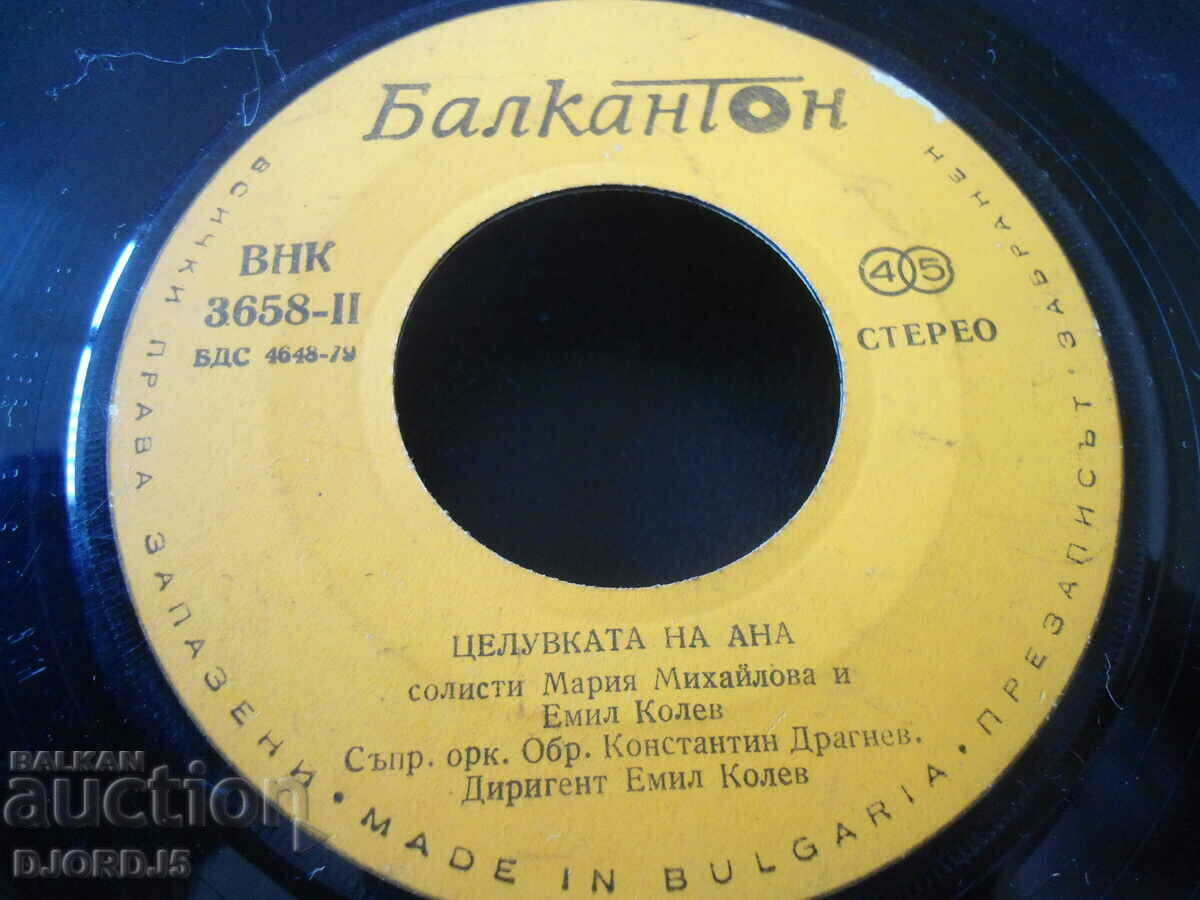 Балкантон
ВНК
3658-II
БДС 4648-79
45
СТЕРЕО
ЦЕЛУВКАТА НА АНА
солисти Мария Михайлова и
Емил Колев
Съпр. орк. Обр. Константин Драгнев.
Диригент Емил Колев
ВСИЧКИ ПРАВА ЗАПАЗЕНИ • MADE IN BULGARIA • ПРЕЗАПИСЪТ ЗАБРАНЕН
BALKAN
auction
DJORDJ5